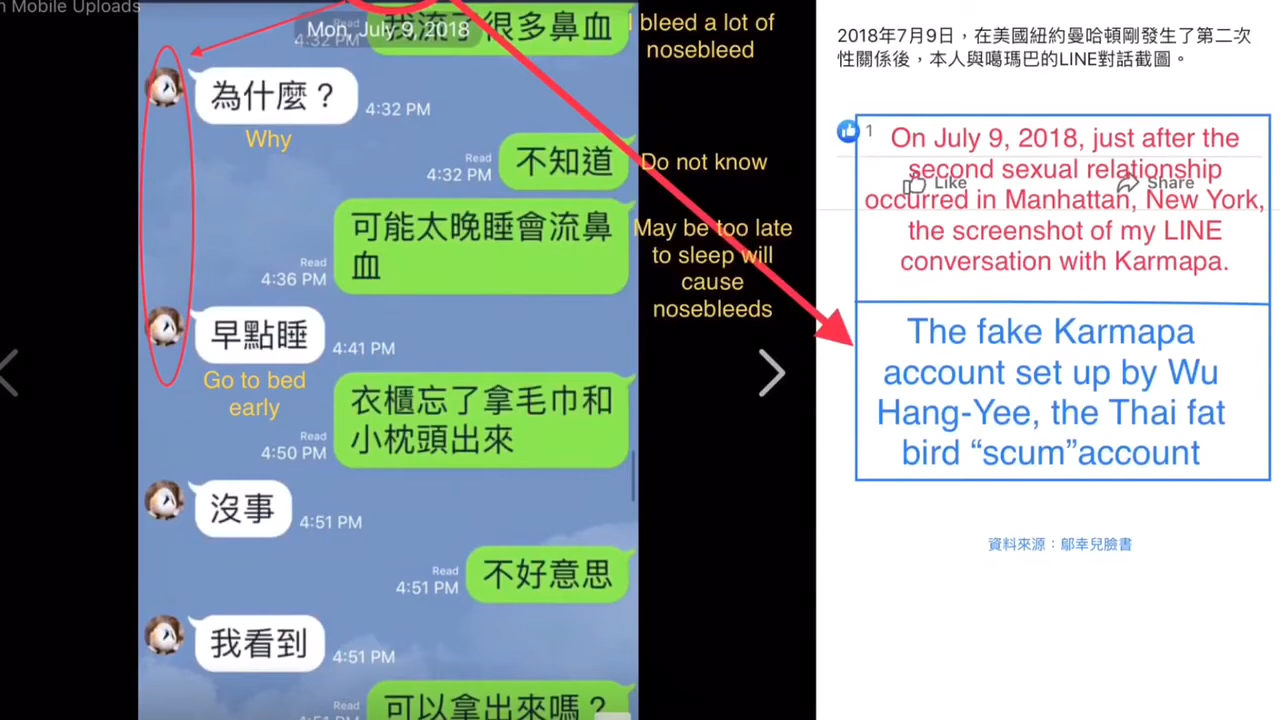 n Mobile Uploads
Mon, July 9, 2018
Read
4:32 PM
我流了很多鼻血
I bleed a lot of
nosebleed
為什麼？
4:32 PM
Why
Read
4:32 PM
不知道
Do not know
可能太晚睡會流鼻
血
Read
4:36 PM
May be too late
to sleep will
cause
nosebleeds
早點睡
4:41 PM
Go to bed
early
衣櫃忘了拿毛巾和
小枕頭出來
Read
4:50 PM
沒事
4:51 PM
Read
4:51 PM
不好意思
我看到
4:51 PM
Read
4:51 PM
可以拿出來嗎？
2018年7月9日，在美國紐約曼哈頓剛發生了第二次
性關係後，本人與噶瑪巴的LINE對話截圖。
1
Like
Share
On July 9, 2018, just after the
second sexual relationship
occurred in Manhattan, New York,
the screenshot of my LINE
conversation with Karmapa.
The fake Karmapa
account set up by Wu
Hang-Yee, the Thai fat
bird “scum”account
資料來源：鄔幸兒臉書